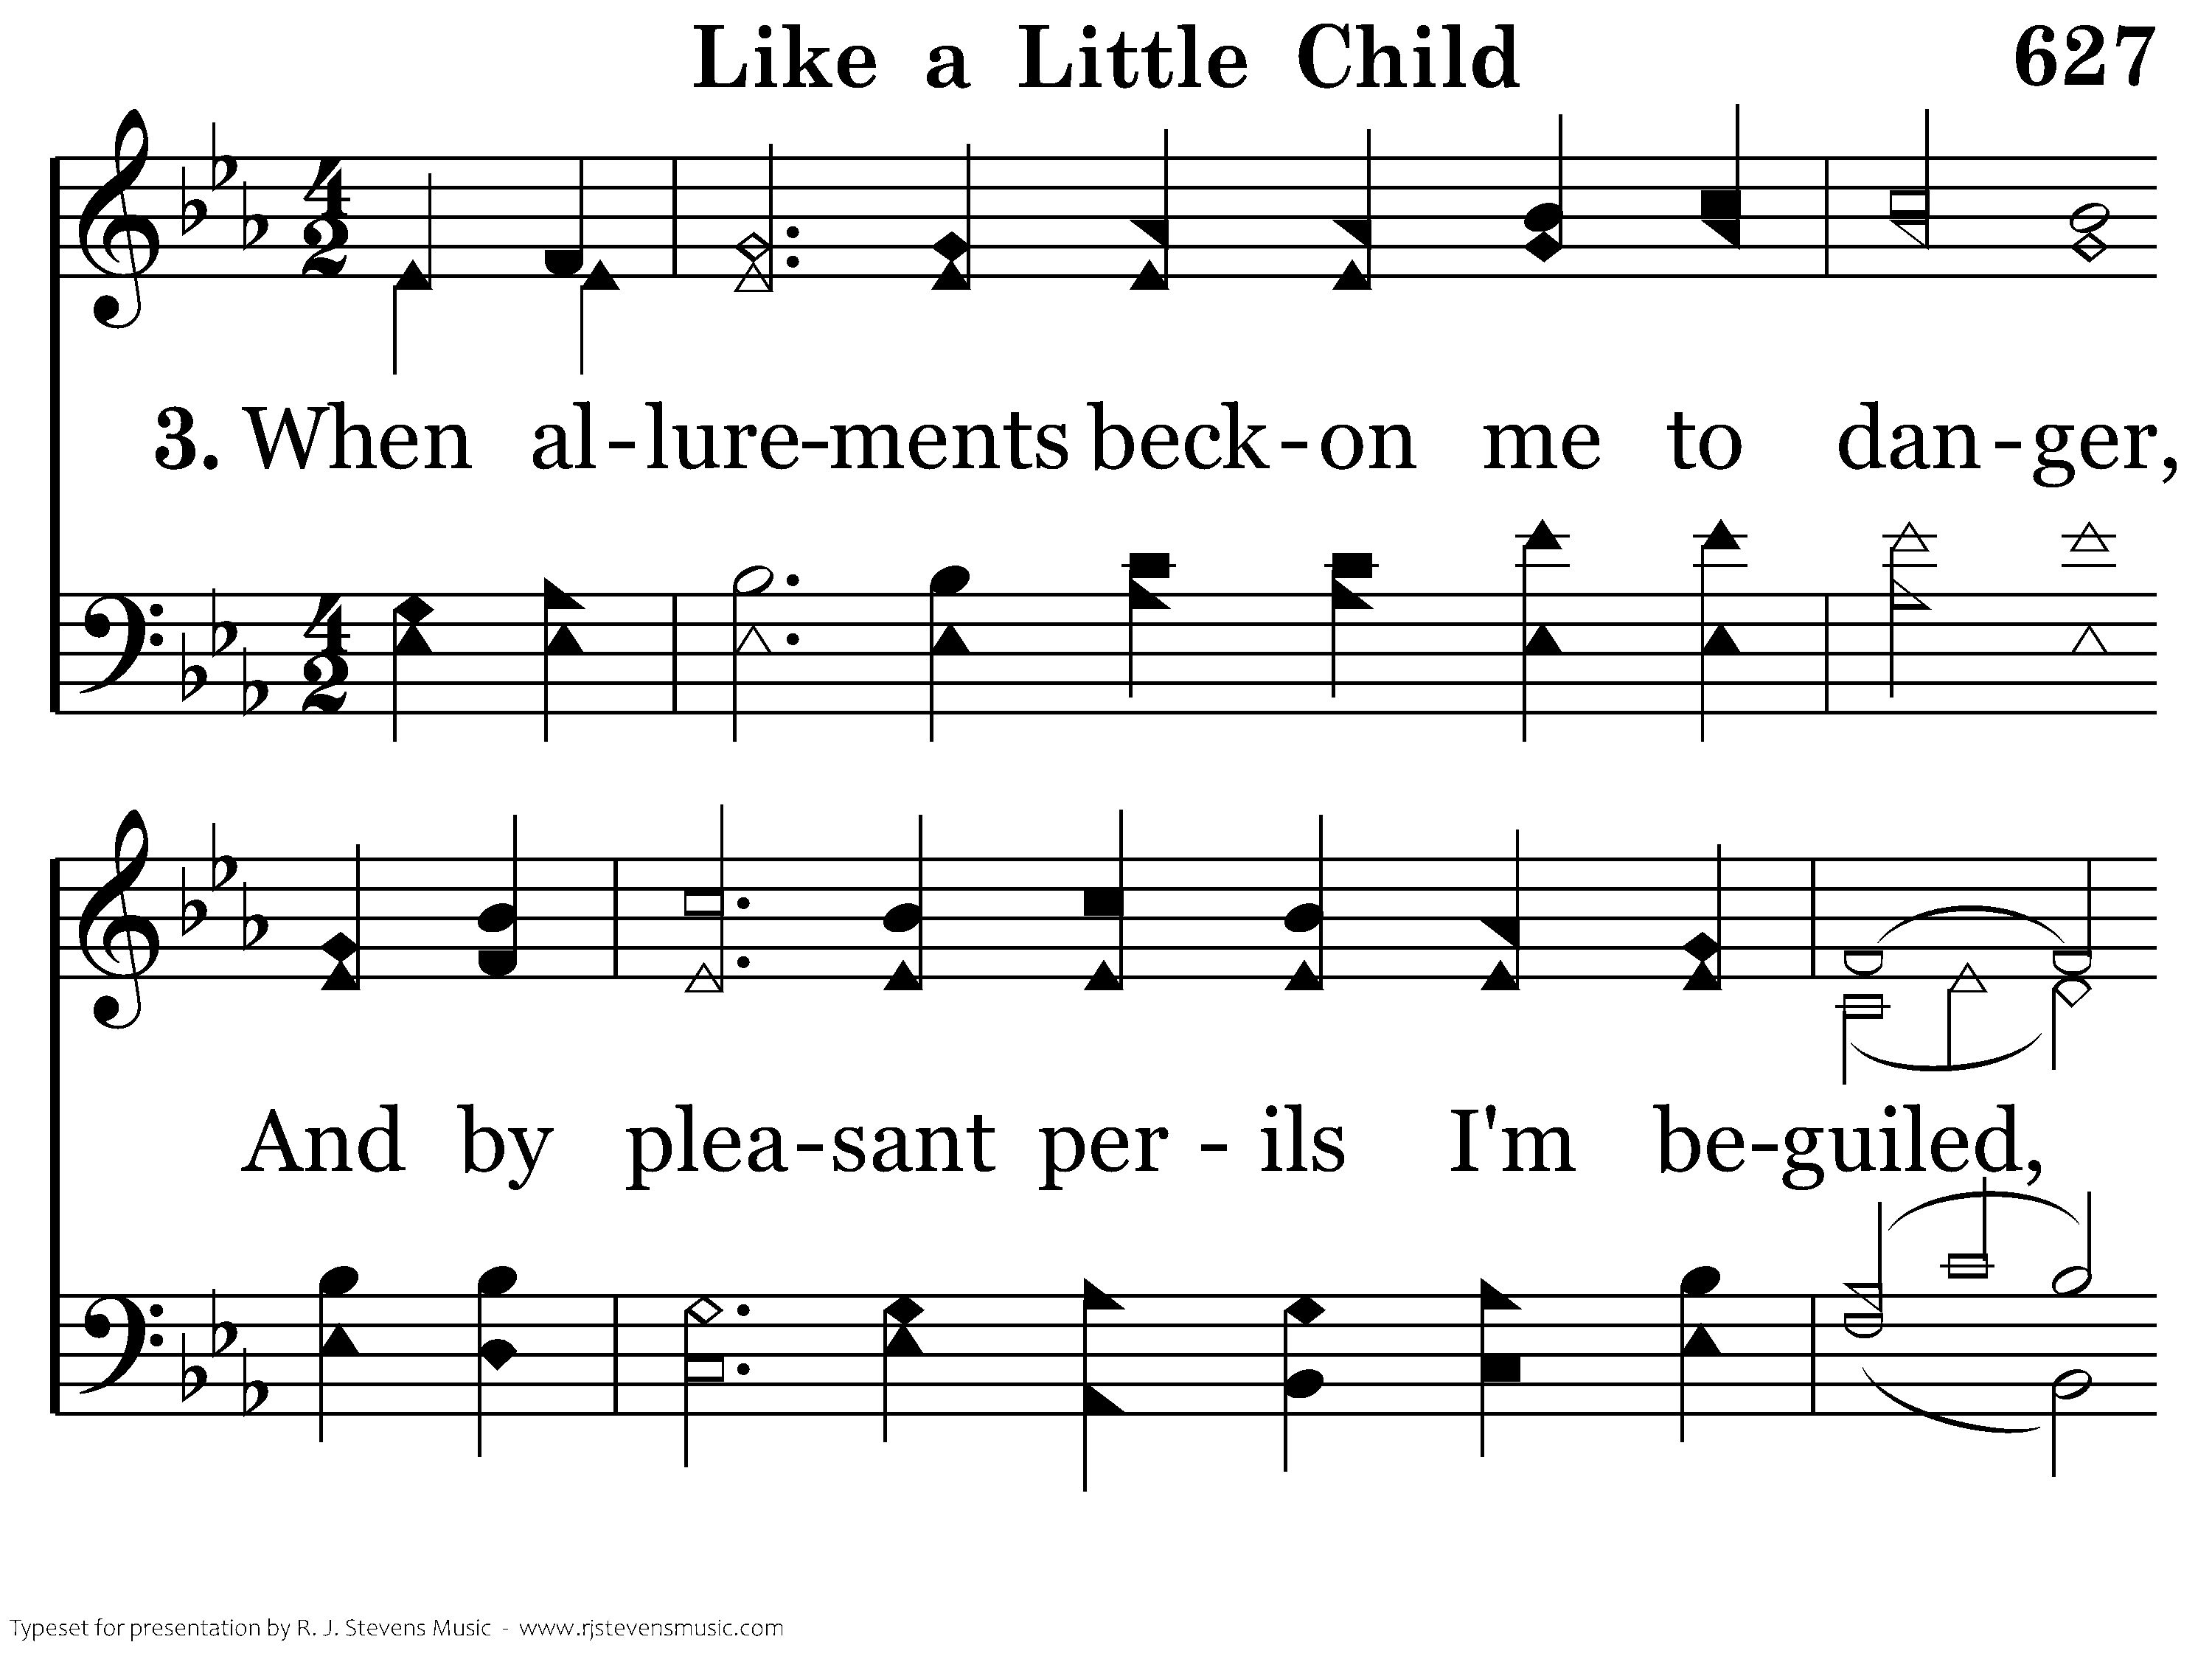 Like a Little Child 627
3. When al-lure-ments beck-on me to dan-ger,
And by plea-sant per-ils I'm be-guiled,
Typeset for presentation by R. J. Stevens Music - www.rjstevensmusic.com